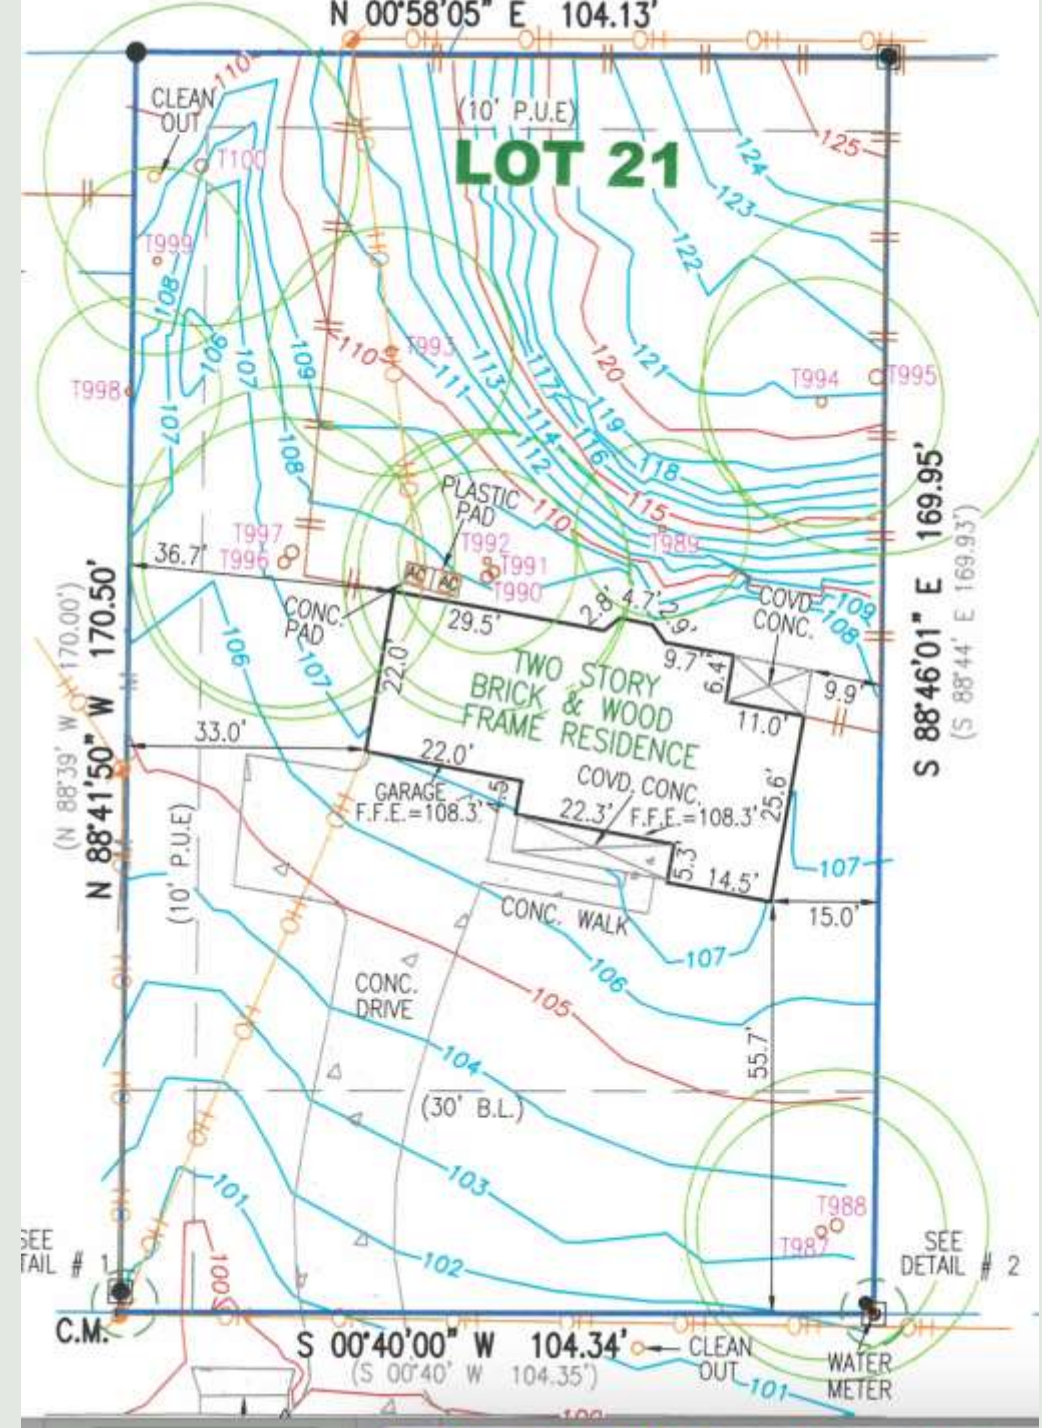 N 00°58'05" E 104.13'
110
CLEAN
OUT
(10' P.U.E)
LOT 21
T100
124
125
123
T999
122
108
106
109
107
110
T993
120
121
T994
T995
T998
111
113
117
119
107
108
114
116
118
112
PLASTIC
PAD
110
115
S 88°46'01" E 169.95'
(S 88°44' E 169.93')
T997
T996
T992
T991
T990
T989
36.7'
AC
AC
CONC.
PAD
29.5'
2.8'
4.7'
2.9'
COVD
CONC.
109
108
N 88°41'50" W 170.50'
(N 88°39' W 170.00')
106
107
22.0'
9.7'
6.4'
9.9'
TWO STORY
BRICK & WOOD
FRAME RESIDENCE
11.0'
33.0'
22.0'
GARAGE
F.F.E.=108.3'
4.5'
COVD. CONC.
22.3'
F.F.E.=108.3'
25.6'
(10' P.U.E)
5.3'
14.5'
107
CONC. WALK
15.0'
107
106
CONC.
DRIVE
105
104
55.7'
(30' B.L.)
103
101
T988
T987
SEE
TAIL # 1
SEE
DETAIL # 2
100
102
C.M.
S 00°40'00" W 104.34'
(S 00°40' W 104.35')
CLEAN
OUT
WATER
METER
101
100